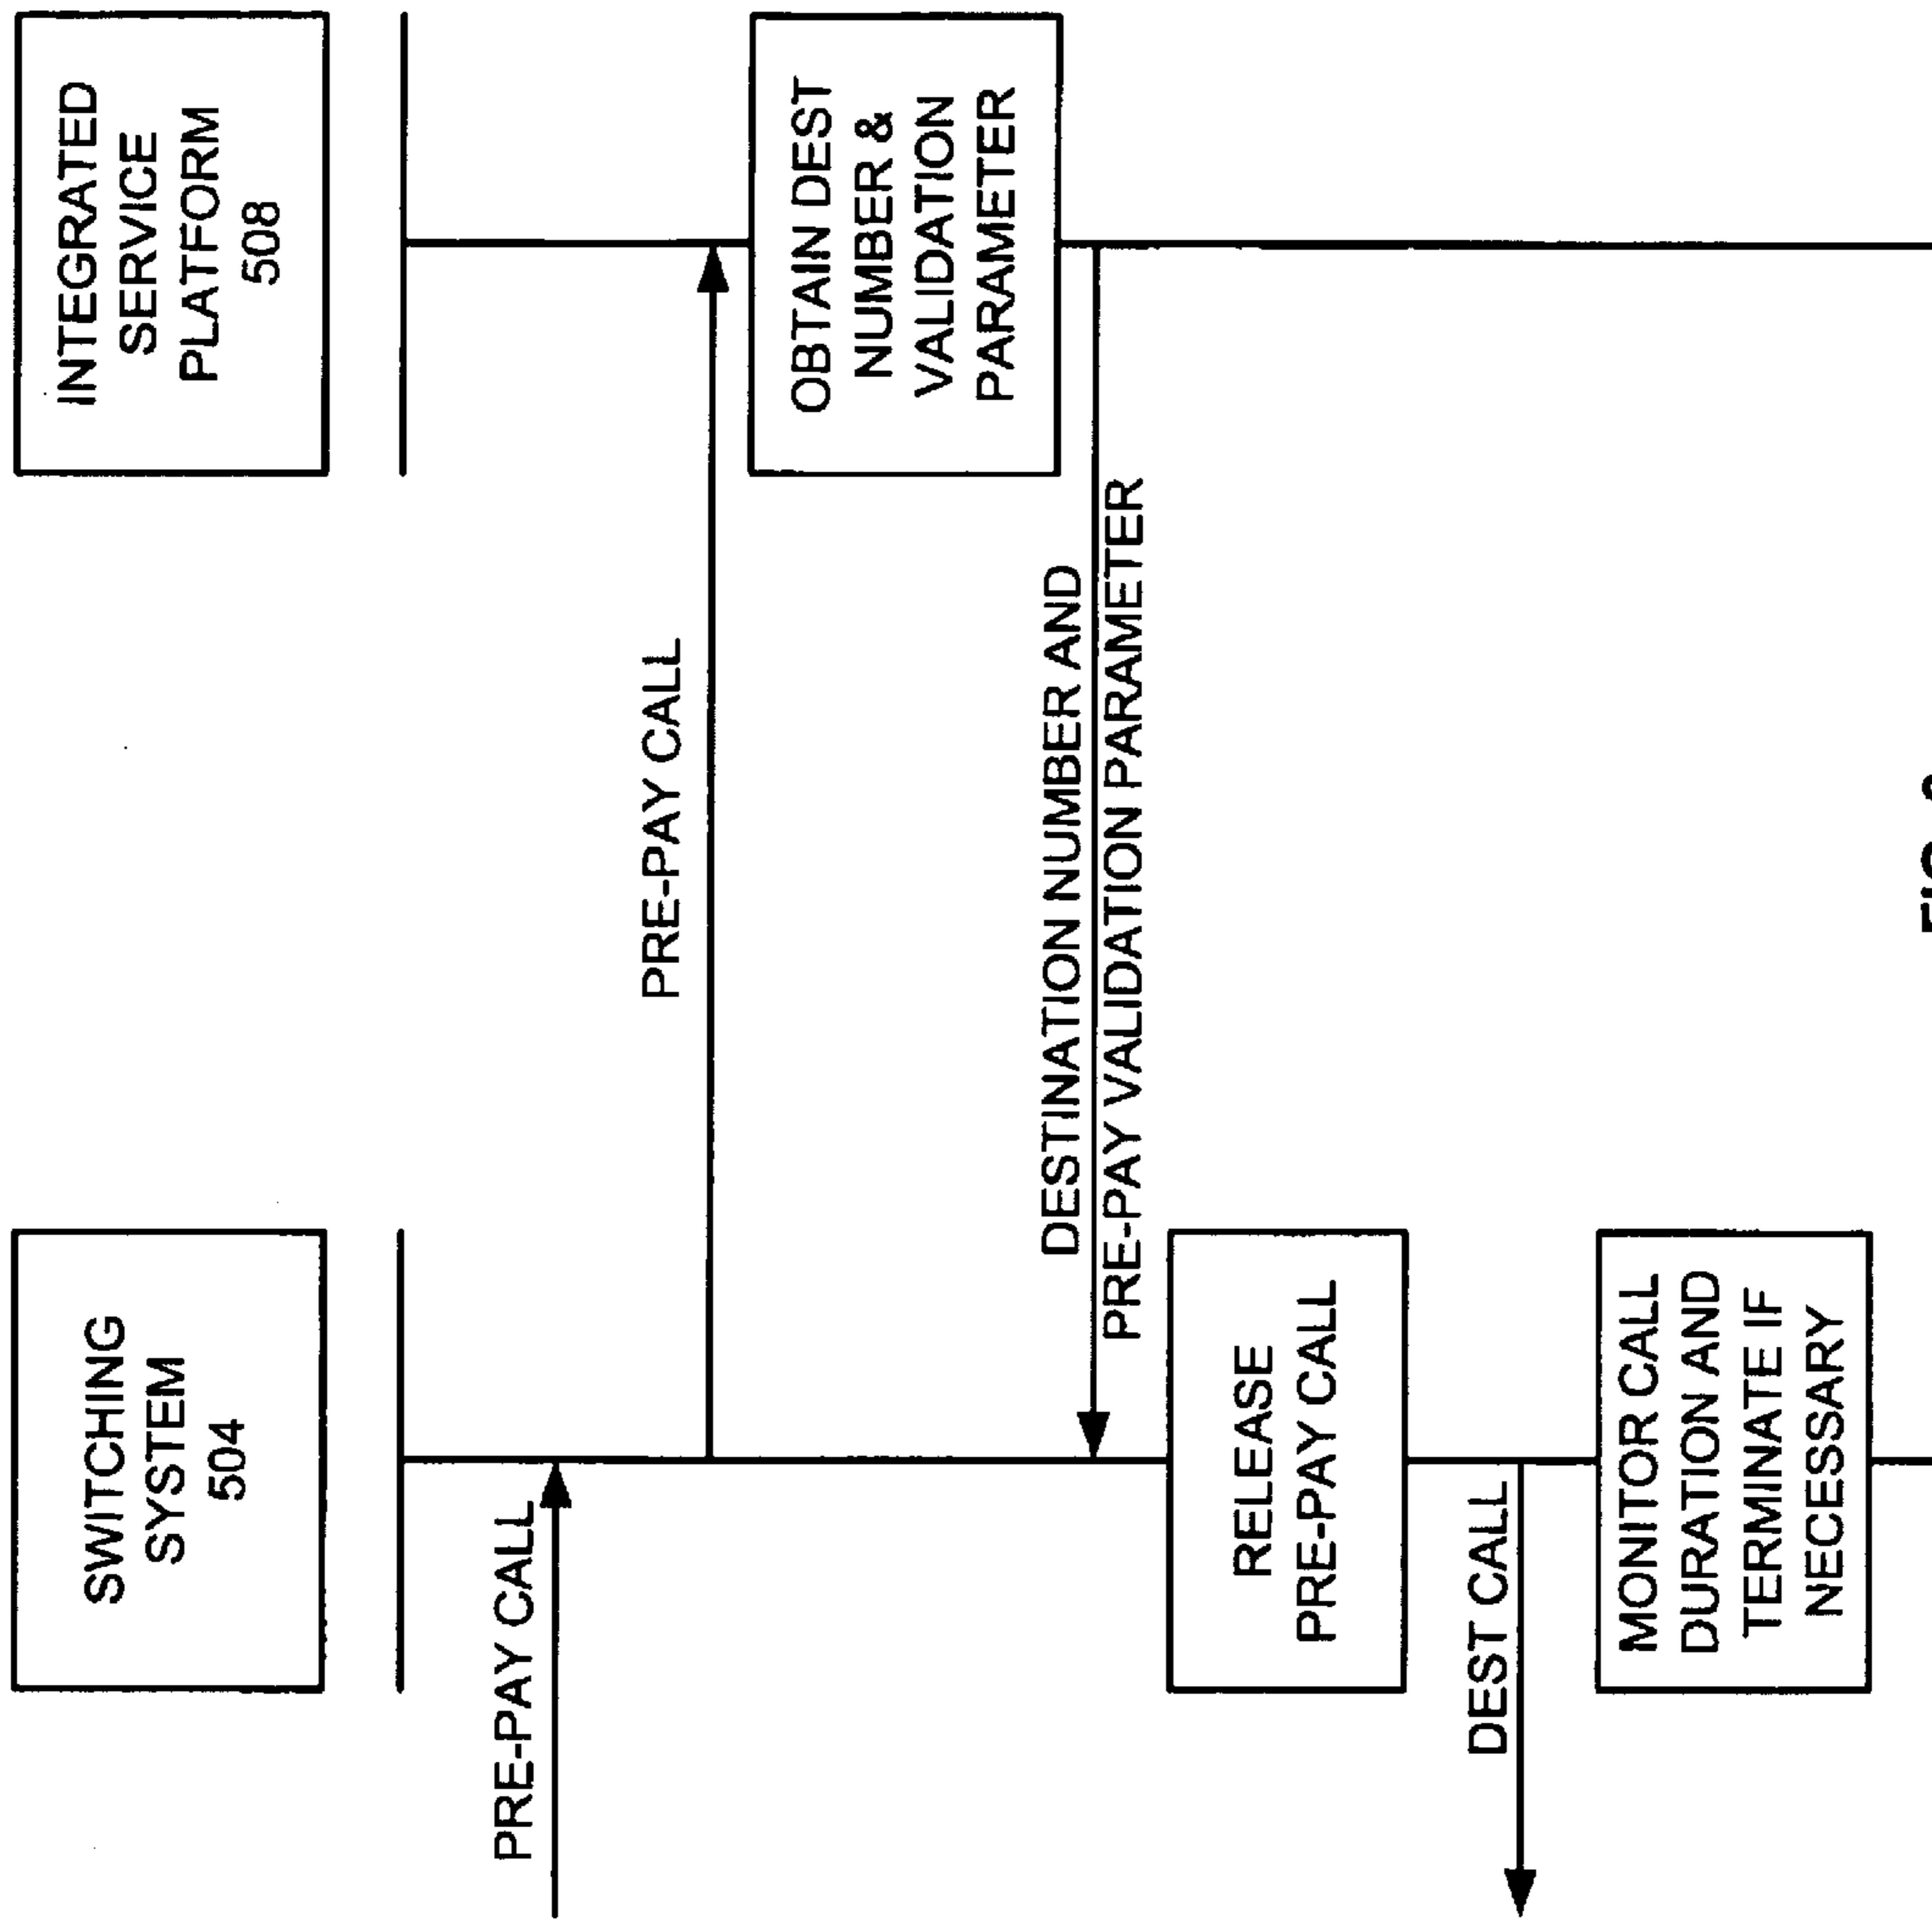 SWITCHING
SYSTEM
504
INTEGRATED
SERVICE
PLATFORM
508
PRE-PAY CALL
PRE-PAY CALL
OBTAIN DEST
NUMBER &
VALIDATION
PARAMETER
DESTINATION NUMBER AND
PRE-PAY VALIDATION PARAMETER
RELEASE
PRE-PAY CALL
DEST CALL
MONITOR CALL
DURATION AND
TERMINATE IF
NECESSARY